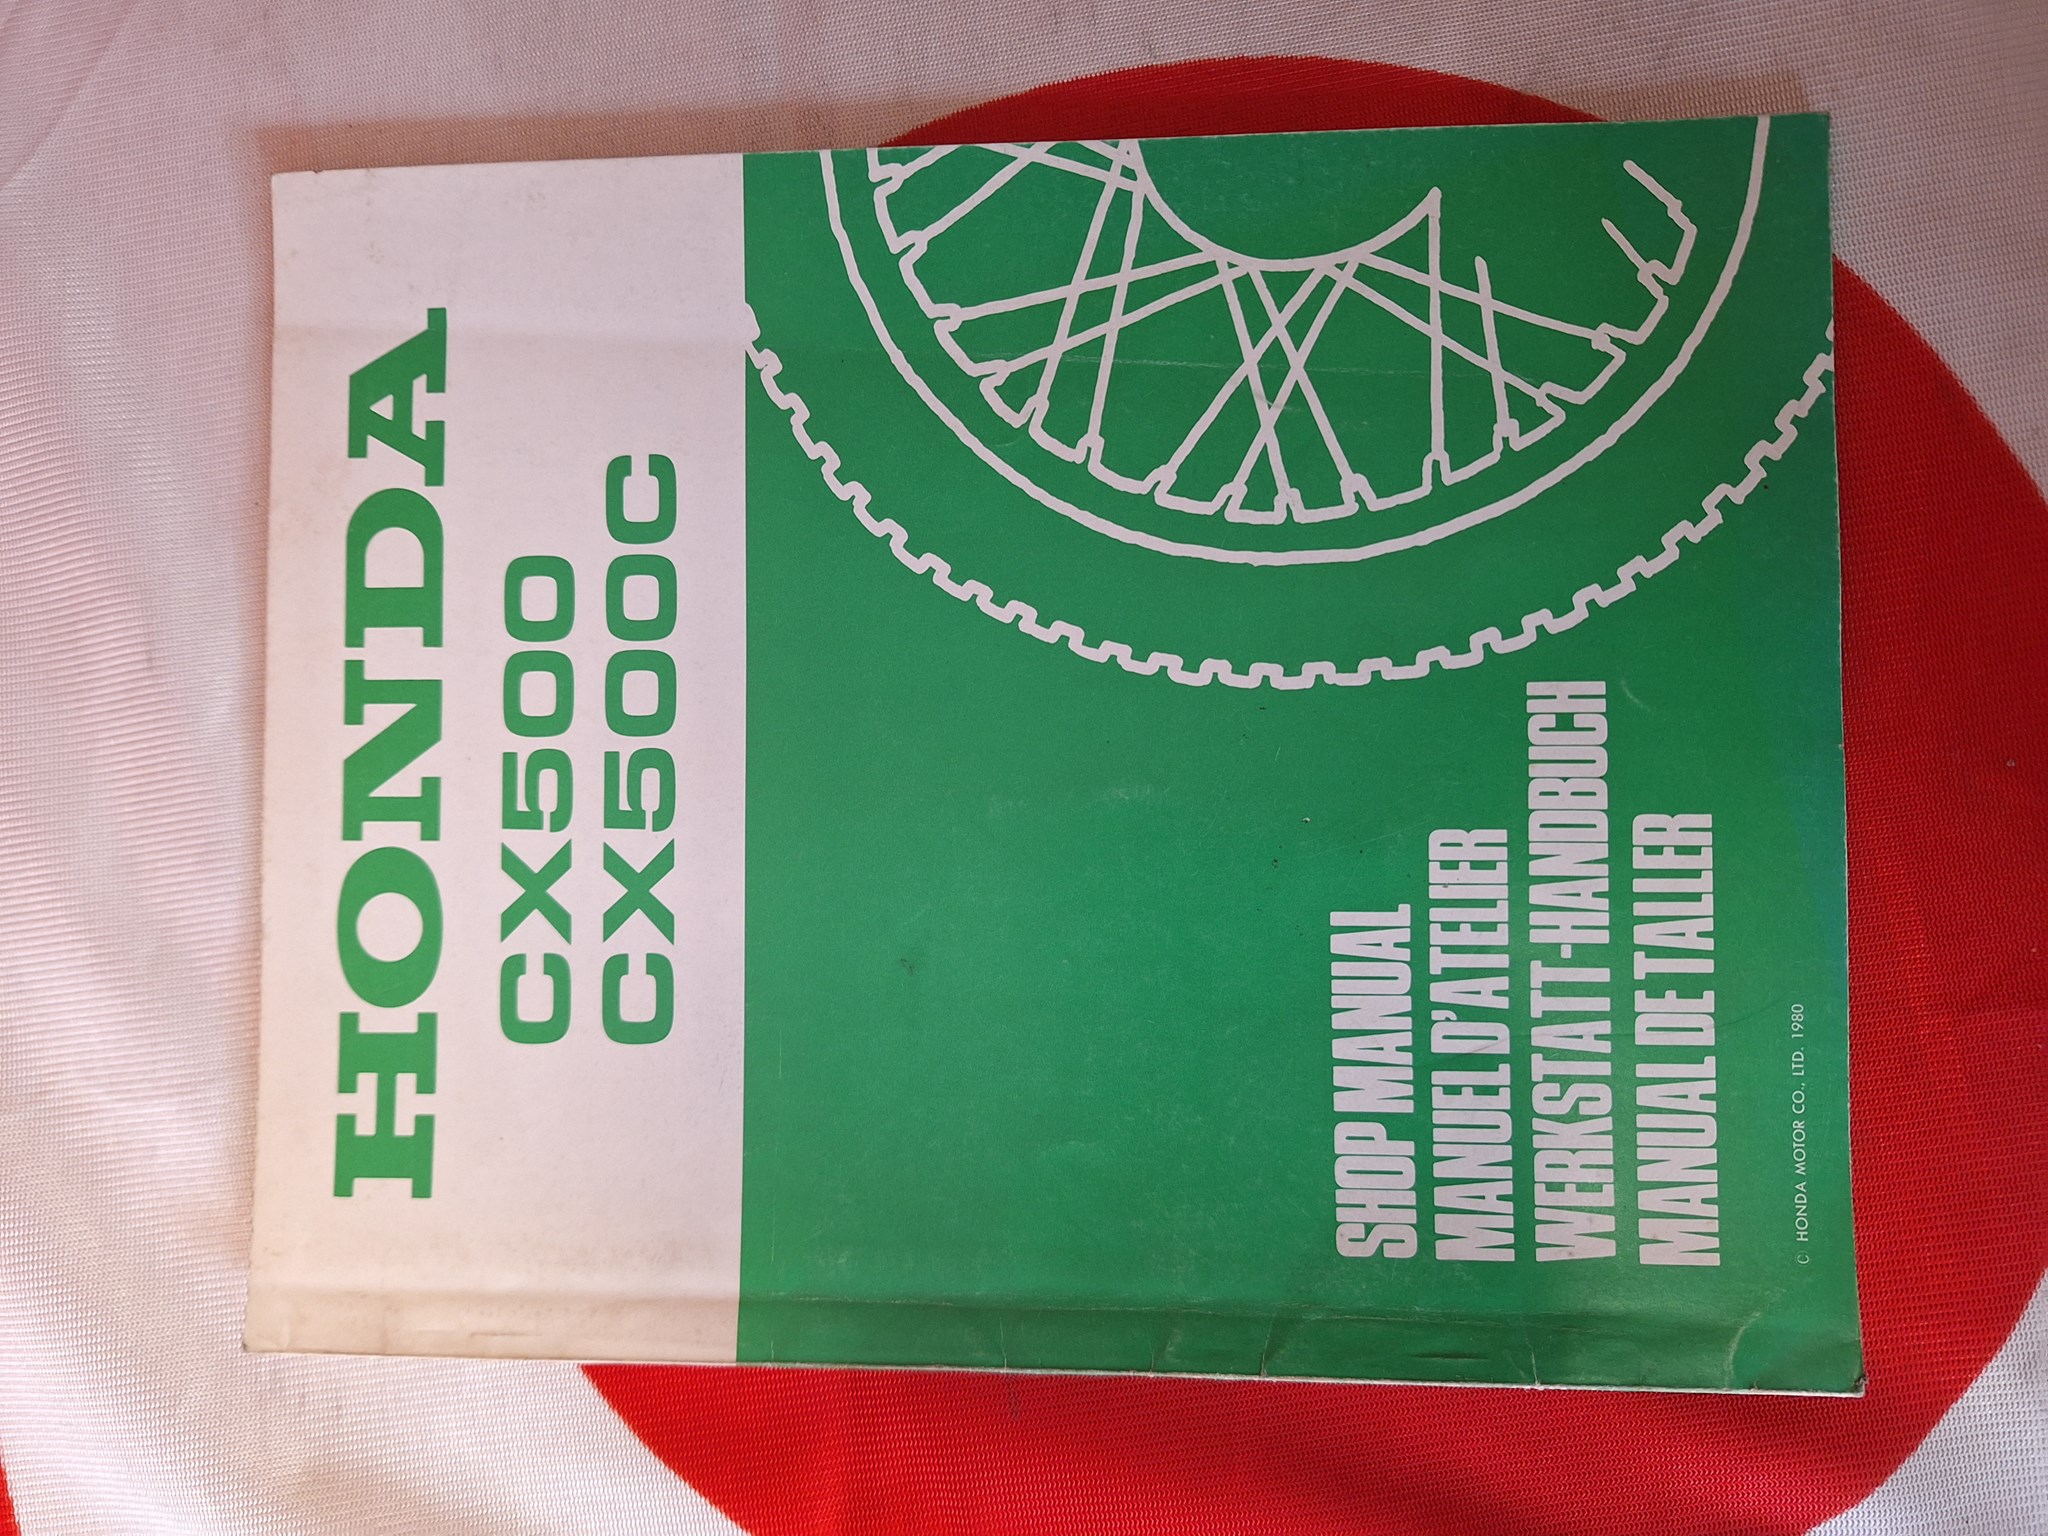 HONDA
CX500
CX500C
SHOP MANUAL
MANUEL D'ATELIER
WERKSTATT-HANDBUCH
MANUAL DE TALLER
© HONDA MOTOR CO., LTD. 1980